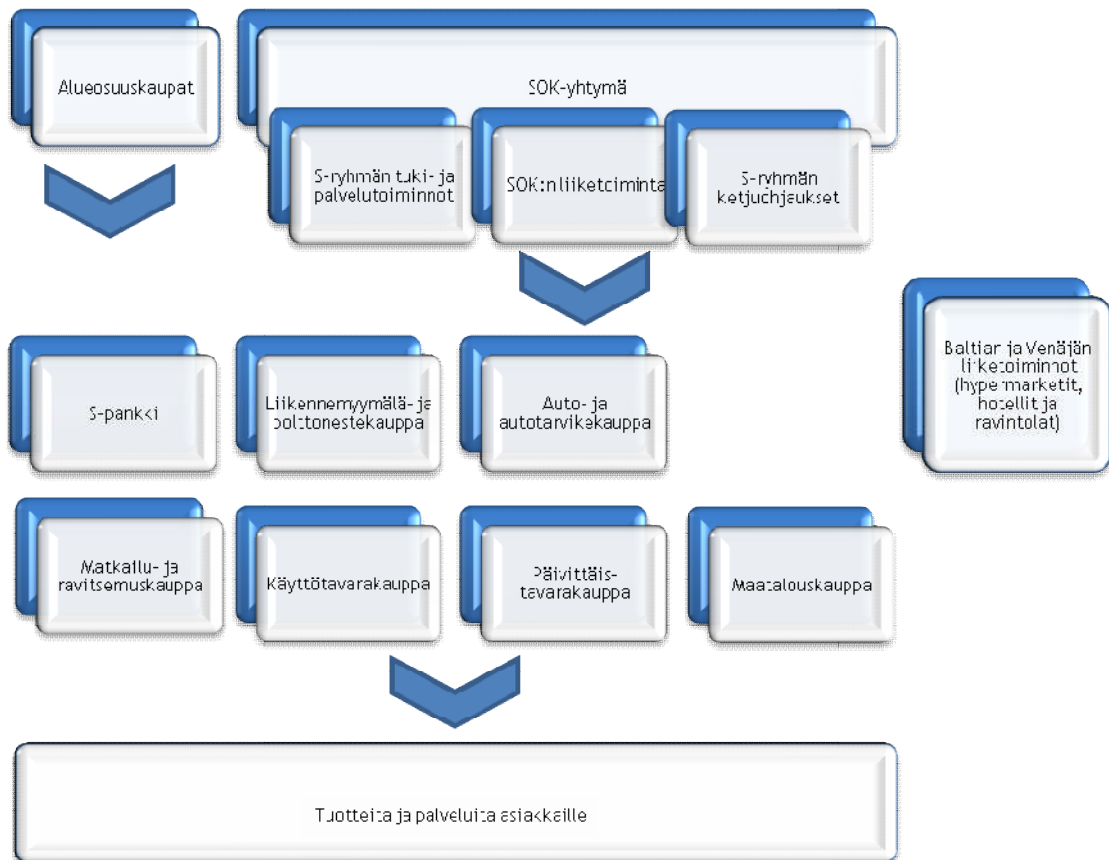 Alueosuuskaupat
SOK-yhtymä
S-ryhmän tuki- ja
palvelutoiminnot
SOK:n liiketoiminta
S-ryhmän
ketjuohjaukset
Baltian ja Venäjän
liiketoiminnot
(hypermarketit,
hotellit ja
ravintolat)
S-pankki
Liikennemyymälä- ja
polttonestekauppa
Auto- ja
autotarvikekauppa
Matkailu- ja
ravitsemuskauppa
Käyttötavarakauppa
Päivittäis-
tavarakauppa
Maatalouskauppa
Tuotteita ja palveluita asiakkaille